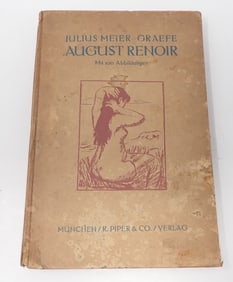 JULIUS MEIER-GRAEFE
AUGUST RENOIR
Mit 100 Abbildungen
MÜNCHEN / R. PIPER & CO. / VERLAG